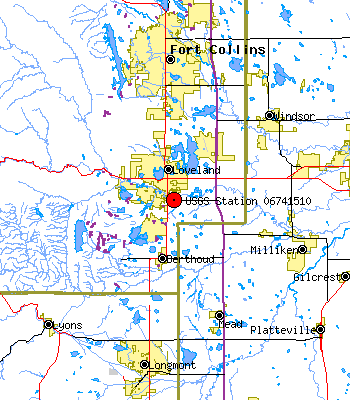 Fort Collins
Windsor
Loveland
USGS Station 06741510
Milliken
Berthoud
Gilcrest
Mead
Lyons
Platteville
Longmont